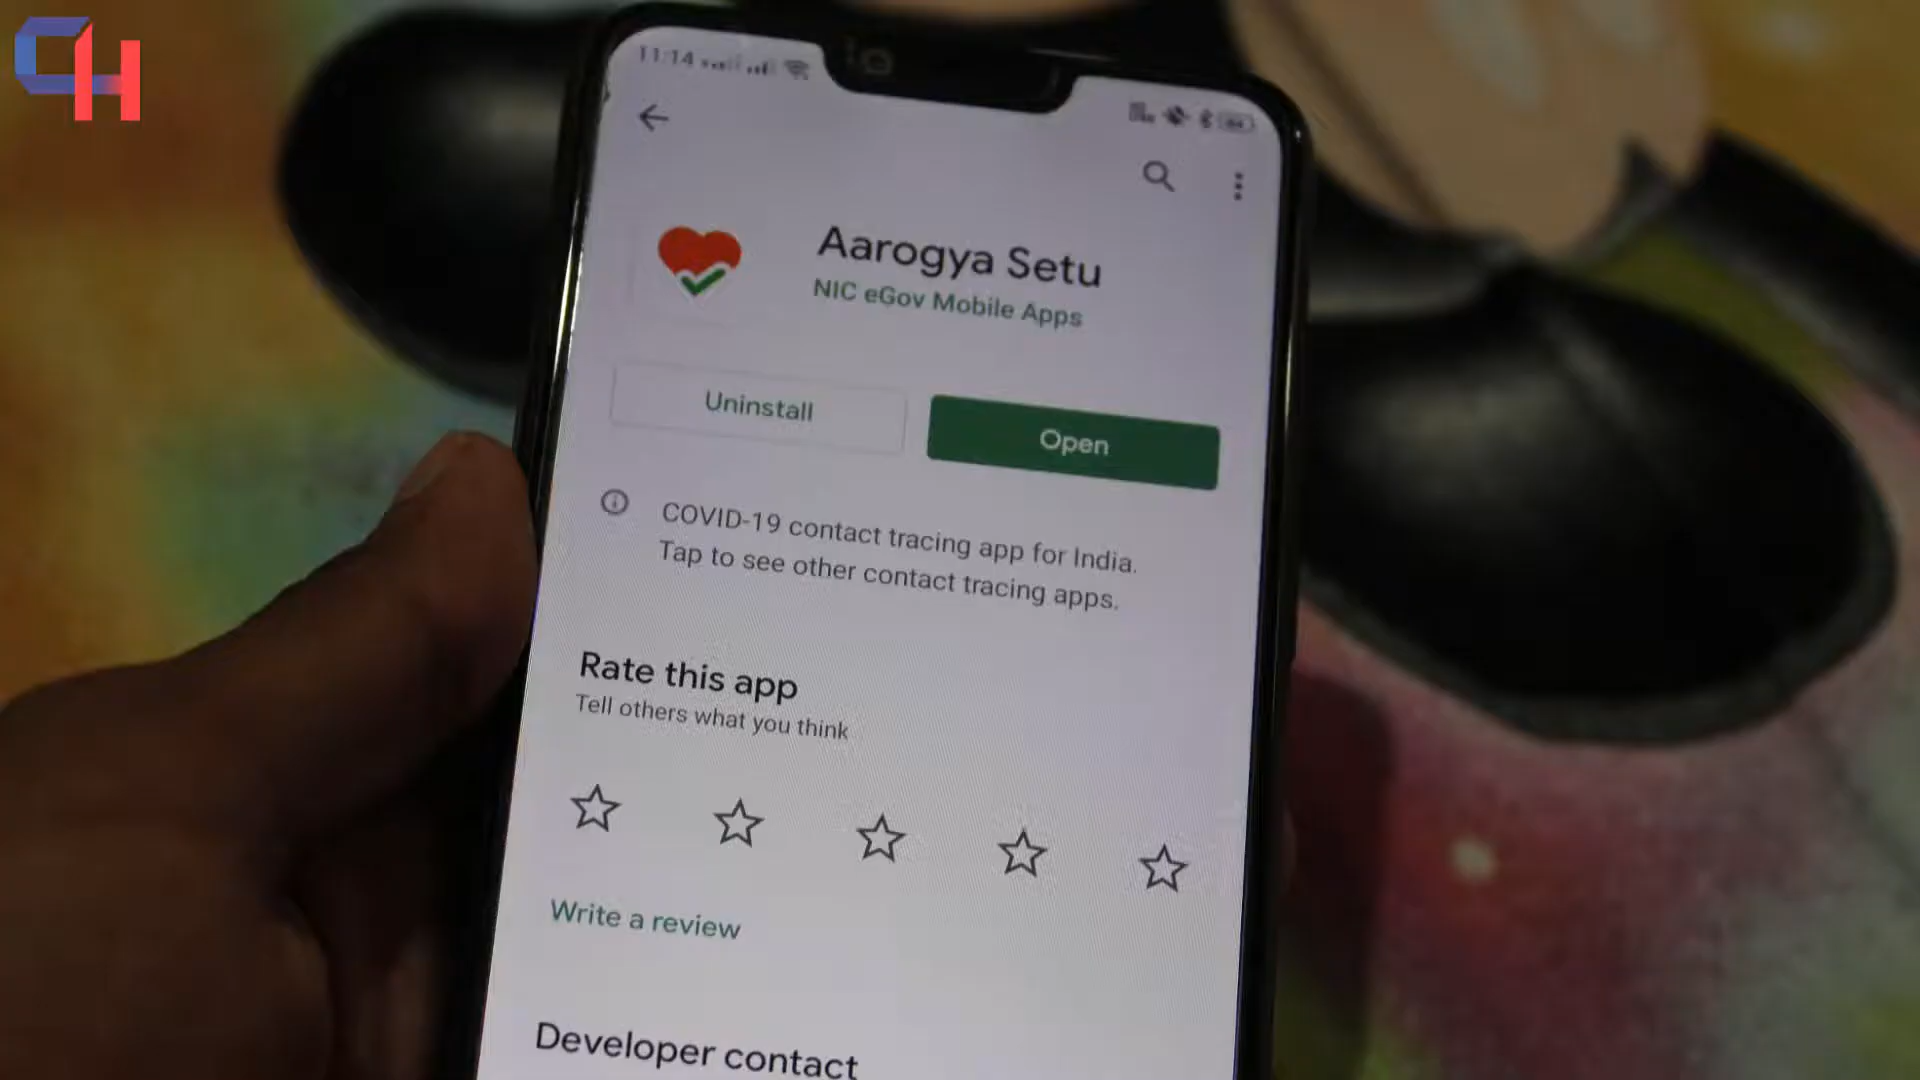 CH
11:14
Aarogya Setu
NIC eGov Mobile Apps
Uninstall
Open
COVID-19 contact tracing app for India.
Tap to see other contact tracing apps.
Rate this app
Tell others what you think
Write a review
Developer contact